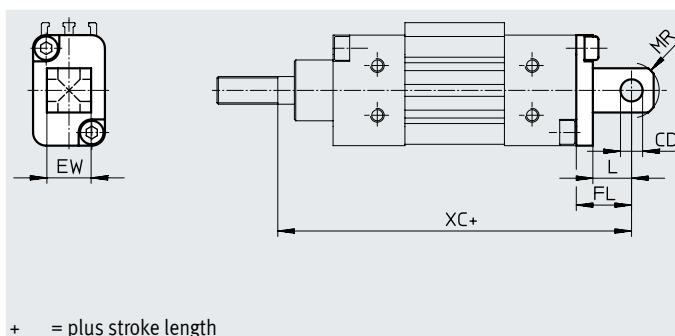 MR
CD
EW
L
FL
XC+
+ = plus stroke length